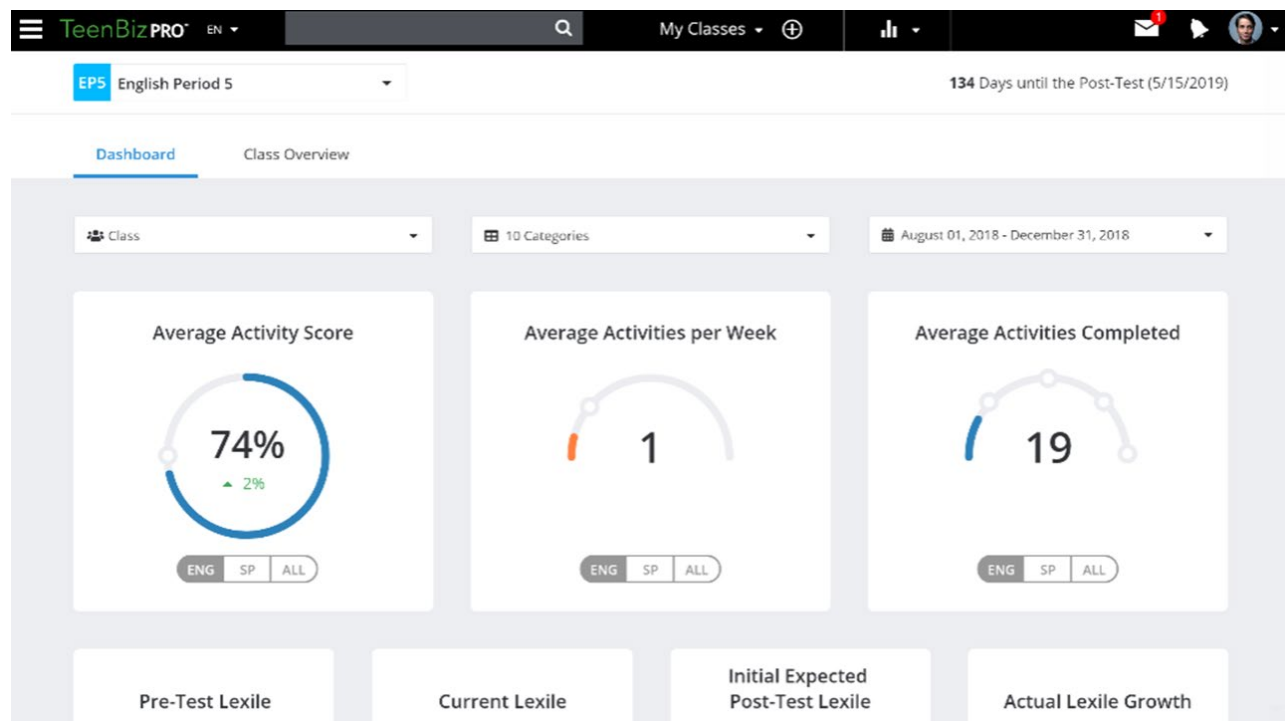 TeenBiz PRO EN My Classes 1
EP5 English Period 5 134 Days until the Post-Test (5/15/2019)
Dashboard Class Overview
Class 10 Categories August 01, 2018 - December 31, 2018
Average Activity Score Average Activities per Week Average Activities Completed
74% 1 19
2%
ENG SP ALL ENG SP ALL ENG SP ALL
Pre-Test Lexile Current Lexile Initial Expected Post-Test Lexile Actual Lexile Growth